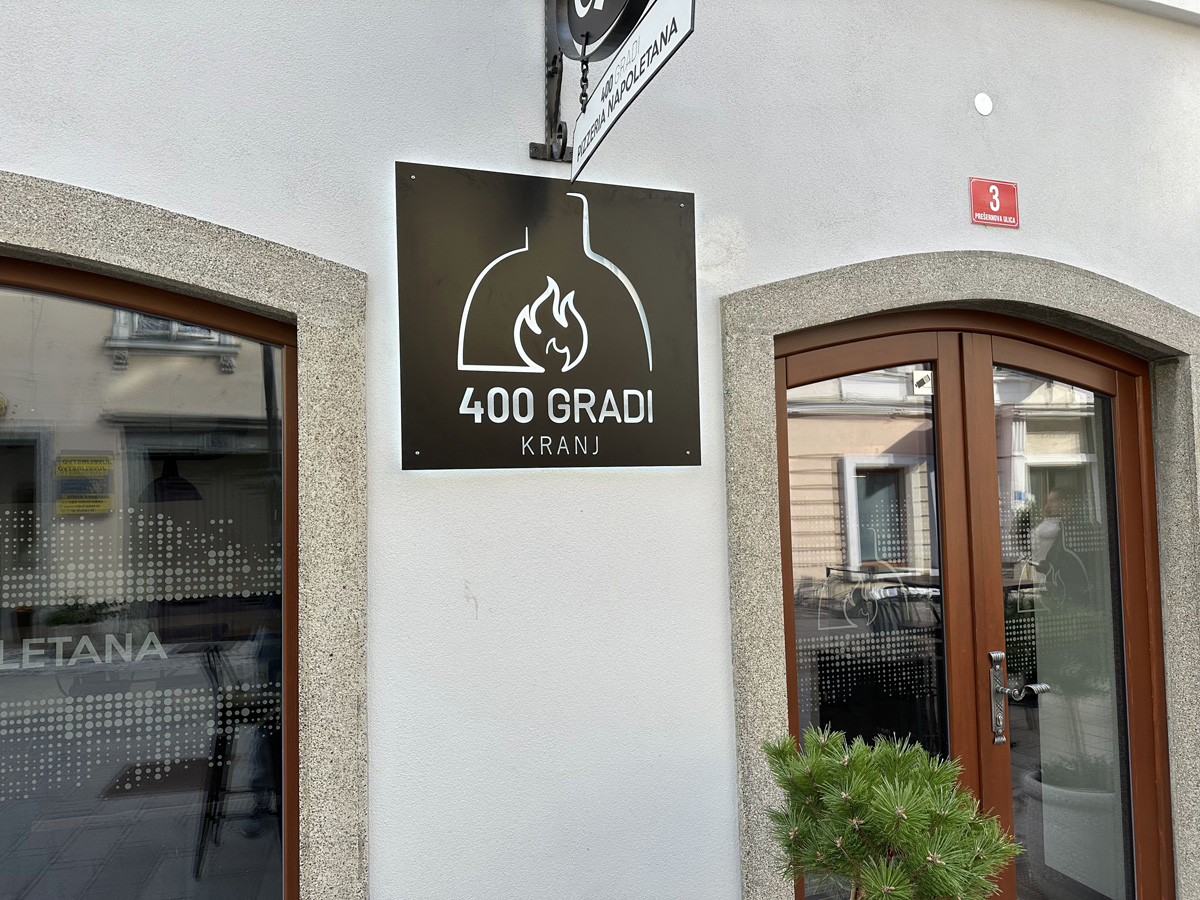 400 GRADI
PIZZERIA NAPOLETANA
3
PREŠERNOVA ULICA
400 GRADI
KRANJ
LETANA